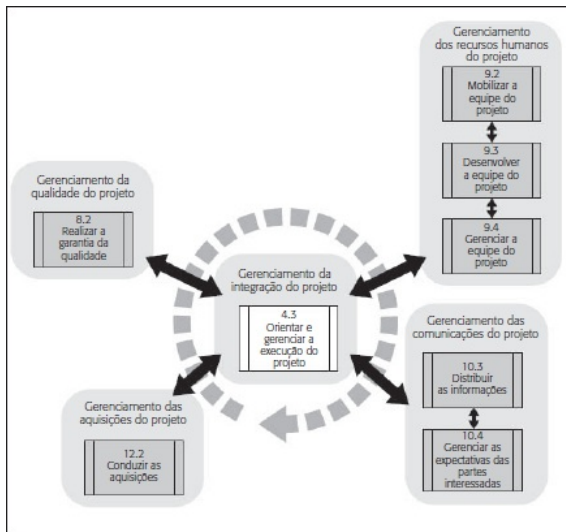 Gerenciamento
dos recursos humanos
do projeto
9.2
Mobilizar a
equipe do
projeto
9.3
Desenvolver
a equipe do
projeto
9.4
Gerenciar a
equipe do
projeto
Gerenciamento da
qualidade do projeto
8.2
Realizar a
garantia da
qualidade
Gerenciamento da
integração do projeto
4.3
Orientar e
gerenciar a
execução do
projeto
Gerenciamento das
comunicações do projeto
10.3
Distribuir
as informações
10.4
Gerenciar as
expectativas das
partes
interessadas
Gerenciamento das
aquisições do projeto
12.2
Conduzir as
aquisições